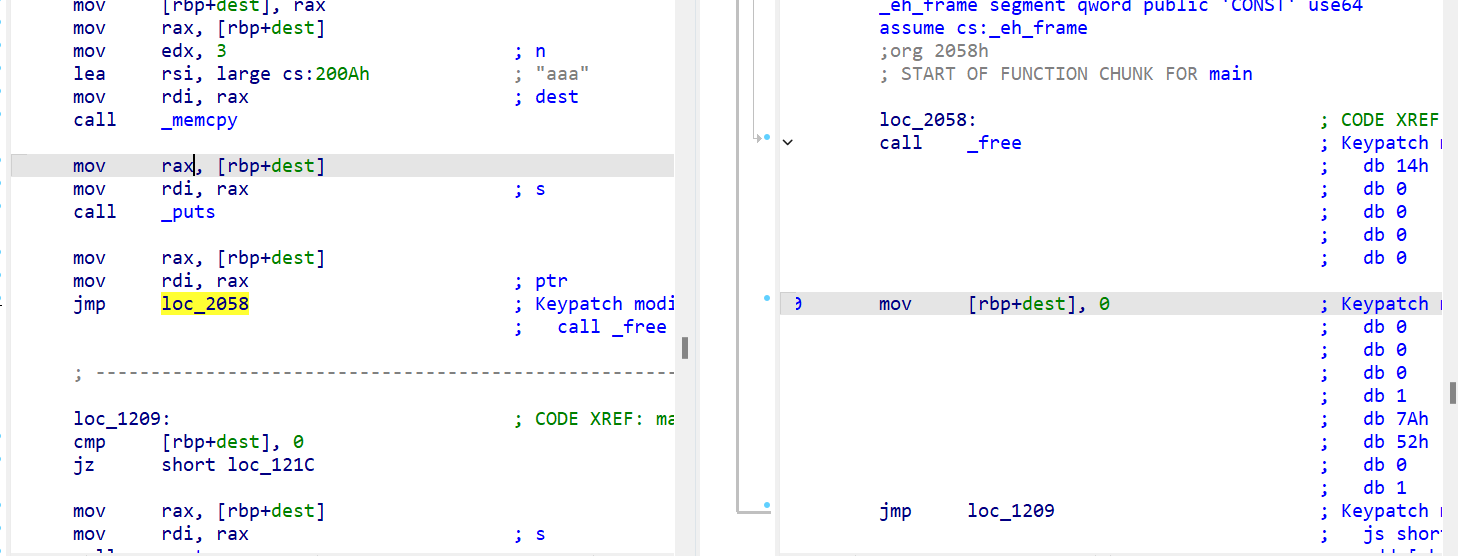 mov [rbp+dest], rax
mov rax, [rbp+dest]
mov edx, 3 ; n
lea rsi, large cs:200Ah ; "aaa"
mov rdi, rax ; dest
call _memcpy
mov rax, [rbp+dest]
mov rdi, rax ; s
call _puts
mov rax, [rbp+dest]
mov rdi, rax ; ptr
jmp loc_2058 ; Keypatch modi
; call _free
; ------------------------------------------------------
loc_1209: ; CODE XREF: ma
cmp [rbp+dest], 0
jz short loc_121C
mov rax, [rbp+dest]
mov rdi, rax ; s
_eh_frame segment qword public 'CONST' use64
assume cs:_eh_frame
;org 2058h
; START OF FUNCTION CHUNK FOR main
loc_2058: ; CODE XREF
call _free ; Keypatch
; db 14h
; db 0
; db 0
; db 0
; db 0
mov [rbp+dest], 0 ; Keypatch
; db 0
; db 0
; db 0
; db 1
; db 7Ah
; db 52h
; db 0
; db 1
jmp loc_1209 ; Keypatch
; js shor